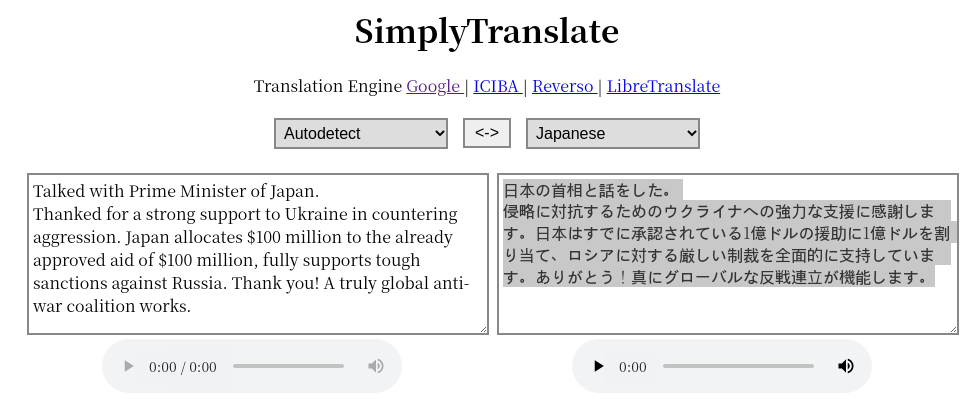 SimplyTranslate
Translation Engine Google | ICIBA | Reverso | LibreTranslate
Autodetect <-> Japanese
Talked with Prime Minister of Japan.
Thanked for a strong support to Ukraine in countering
aggression. Japan allocates $100 million to the already
approved aid of $100 million, fully supports tough
sanctions against Russia. Thank you! A truly global anti-
war coalition works.
日本の首相と話をした。
侵略に対抗するためのウクライナへの強力な支援に感謝しま
す。日本はすでに承認されている1億ドルの援助に1億ドルを割
り当て、ロシアに対する厳しい制裁を全面的に支持していま
す。ありがとう！真にグローバルな反戦連立が機能します。
0:00 / 0:00
0:00